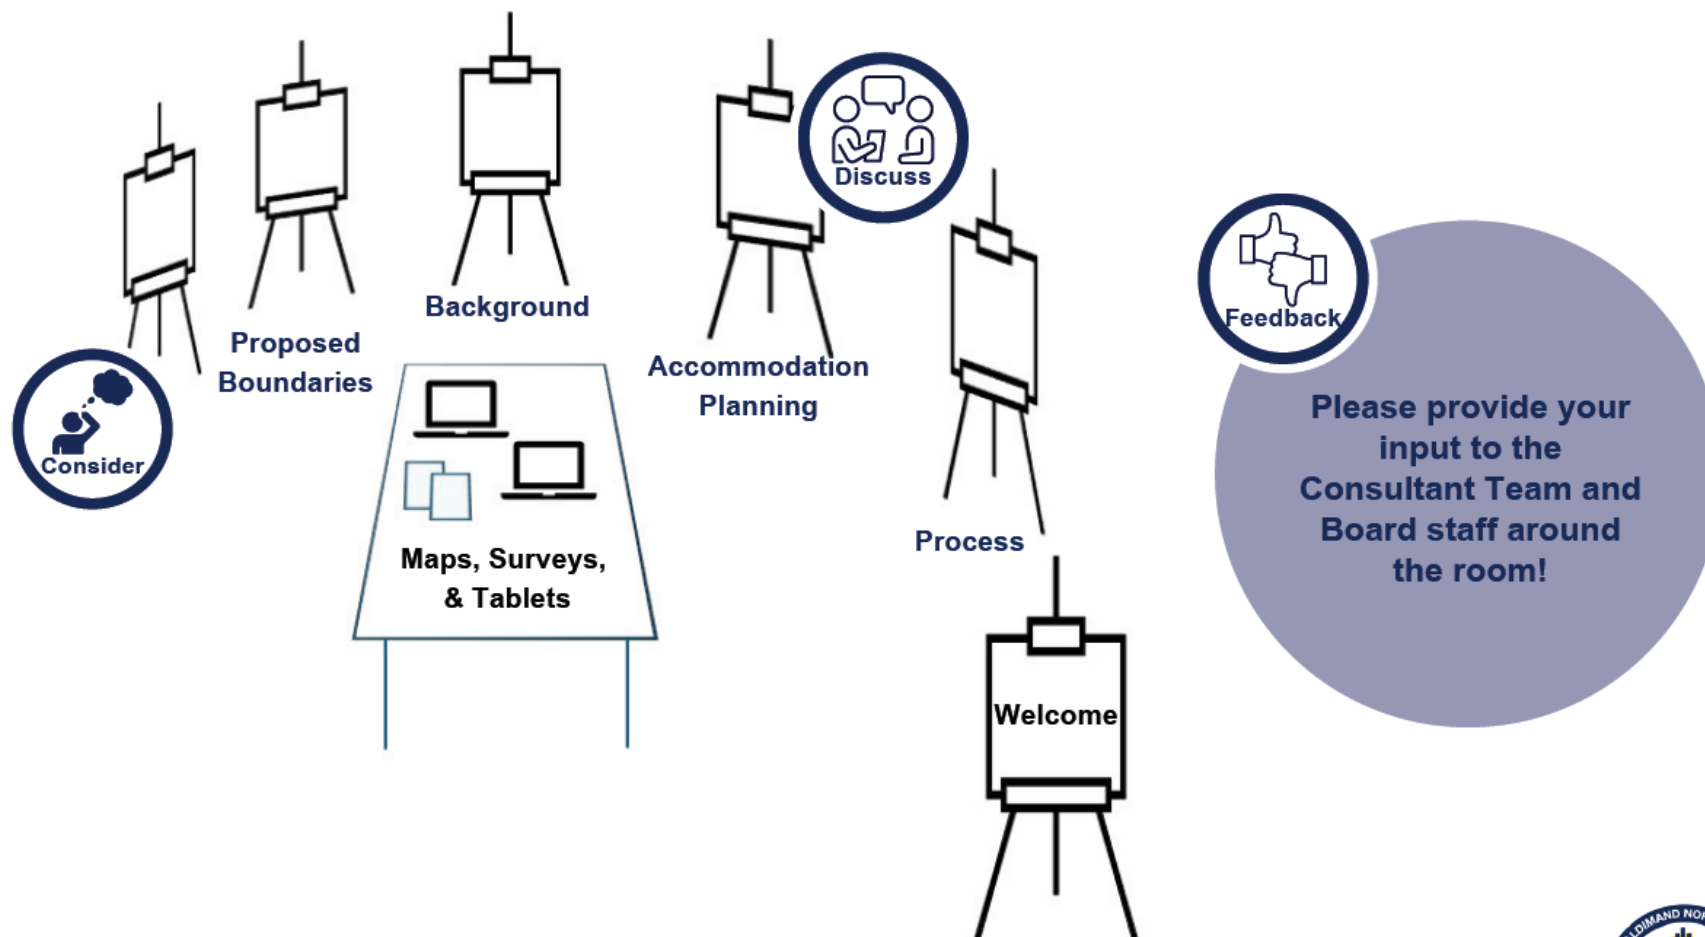 Discuss
Background
Proposed
Boundaries
Accommodation
Planning
Consider
Feedback
Please provide your
input to the
Consultant Team and
Board staff around
the room!
Process
Maps, Surveys,
& Tablets
Welcome